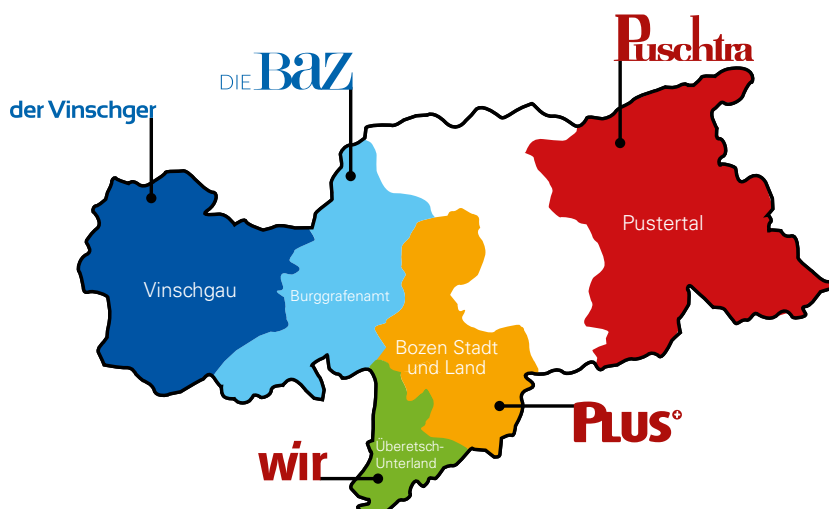 Puschtra
DIE BAZ
der Vinschger
Pustertal
Vinschgau
Burggrafenamt
Bozen Stadt
und Land
PLUS+
Überetsch-
Unterland
wir